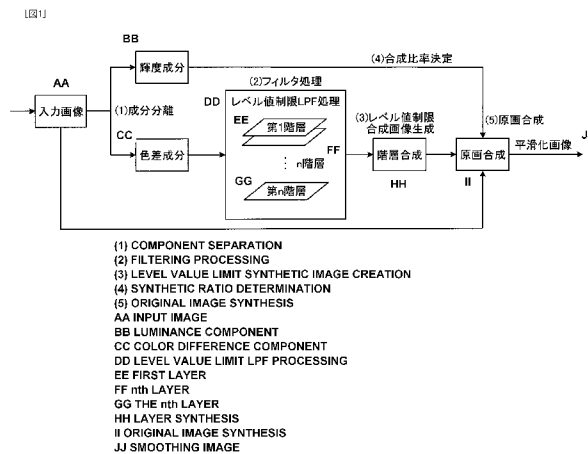 [図1]
BB
輝度成分
(4)合成比率決定
(2)フィルタ処理
AA
DD
レベル値制限LPF処理
入力画像
(1)成分分離
EE
第1階層
(3)レベル値制限
合成画像生成
(5)原画合成
CC
FF
JJ
色差成分
n階層
階層合成
原画合成
平滑化画像
GG
第n階層
HH
II
(1) COMPONENT SEPARATION
(2) FILTERING PROCESSING
(3) LEVEL VALUE LIMIT SYNTHETIC IMAGE CREATION
(4) SYNTHETIC RATIO DETERMINATION
(5) ORIGINAL IMAGE SYNTHESIS
AA INPUT IMAGE
BB LUMINANCE COMPONENT
CC COLOR DIFFERENCE COMPONENT
DD LEVEL VALUE LIMIT LPF PROCESSING
EE FIRST LAYER
FF nth LAYER
GG THE nth LAYER
HH LAYER SYNTHESIS
II ORIGINAL IMAGE SYNTHESIS
JJ SMOOTHING IMAGE